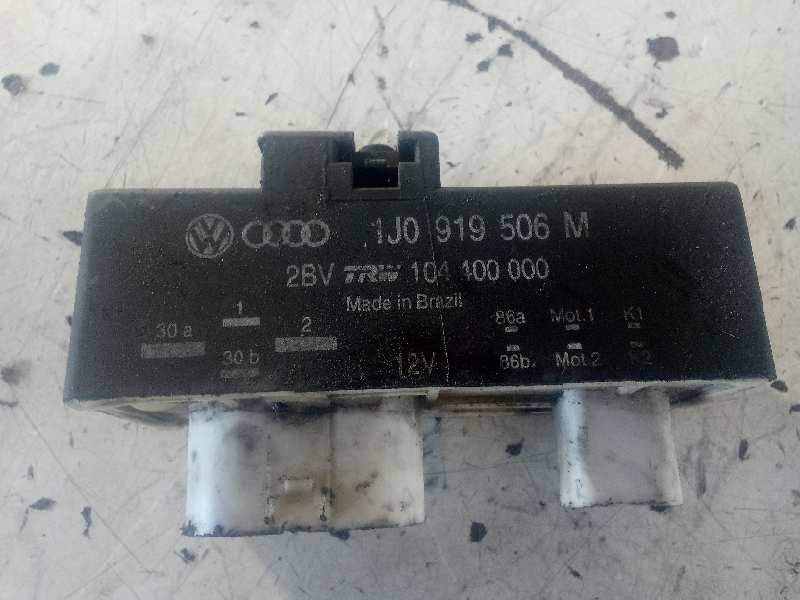 1J0 919 506 M
2BV TRW 104 100 000
Made in Brazil
30 a 1 2 86a Mot.1 K1
30 b 12V 86b Mot.2 K2